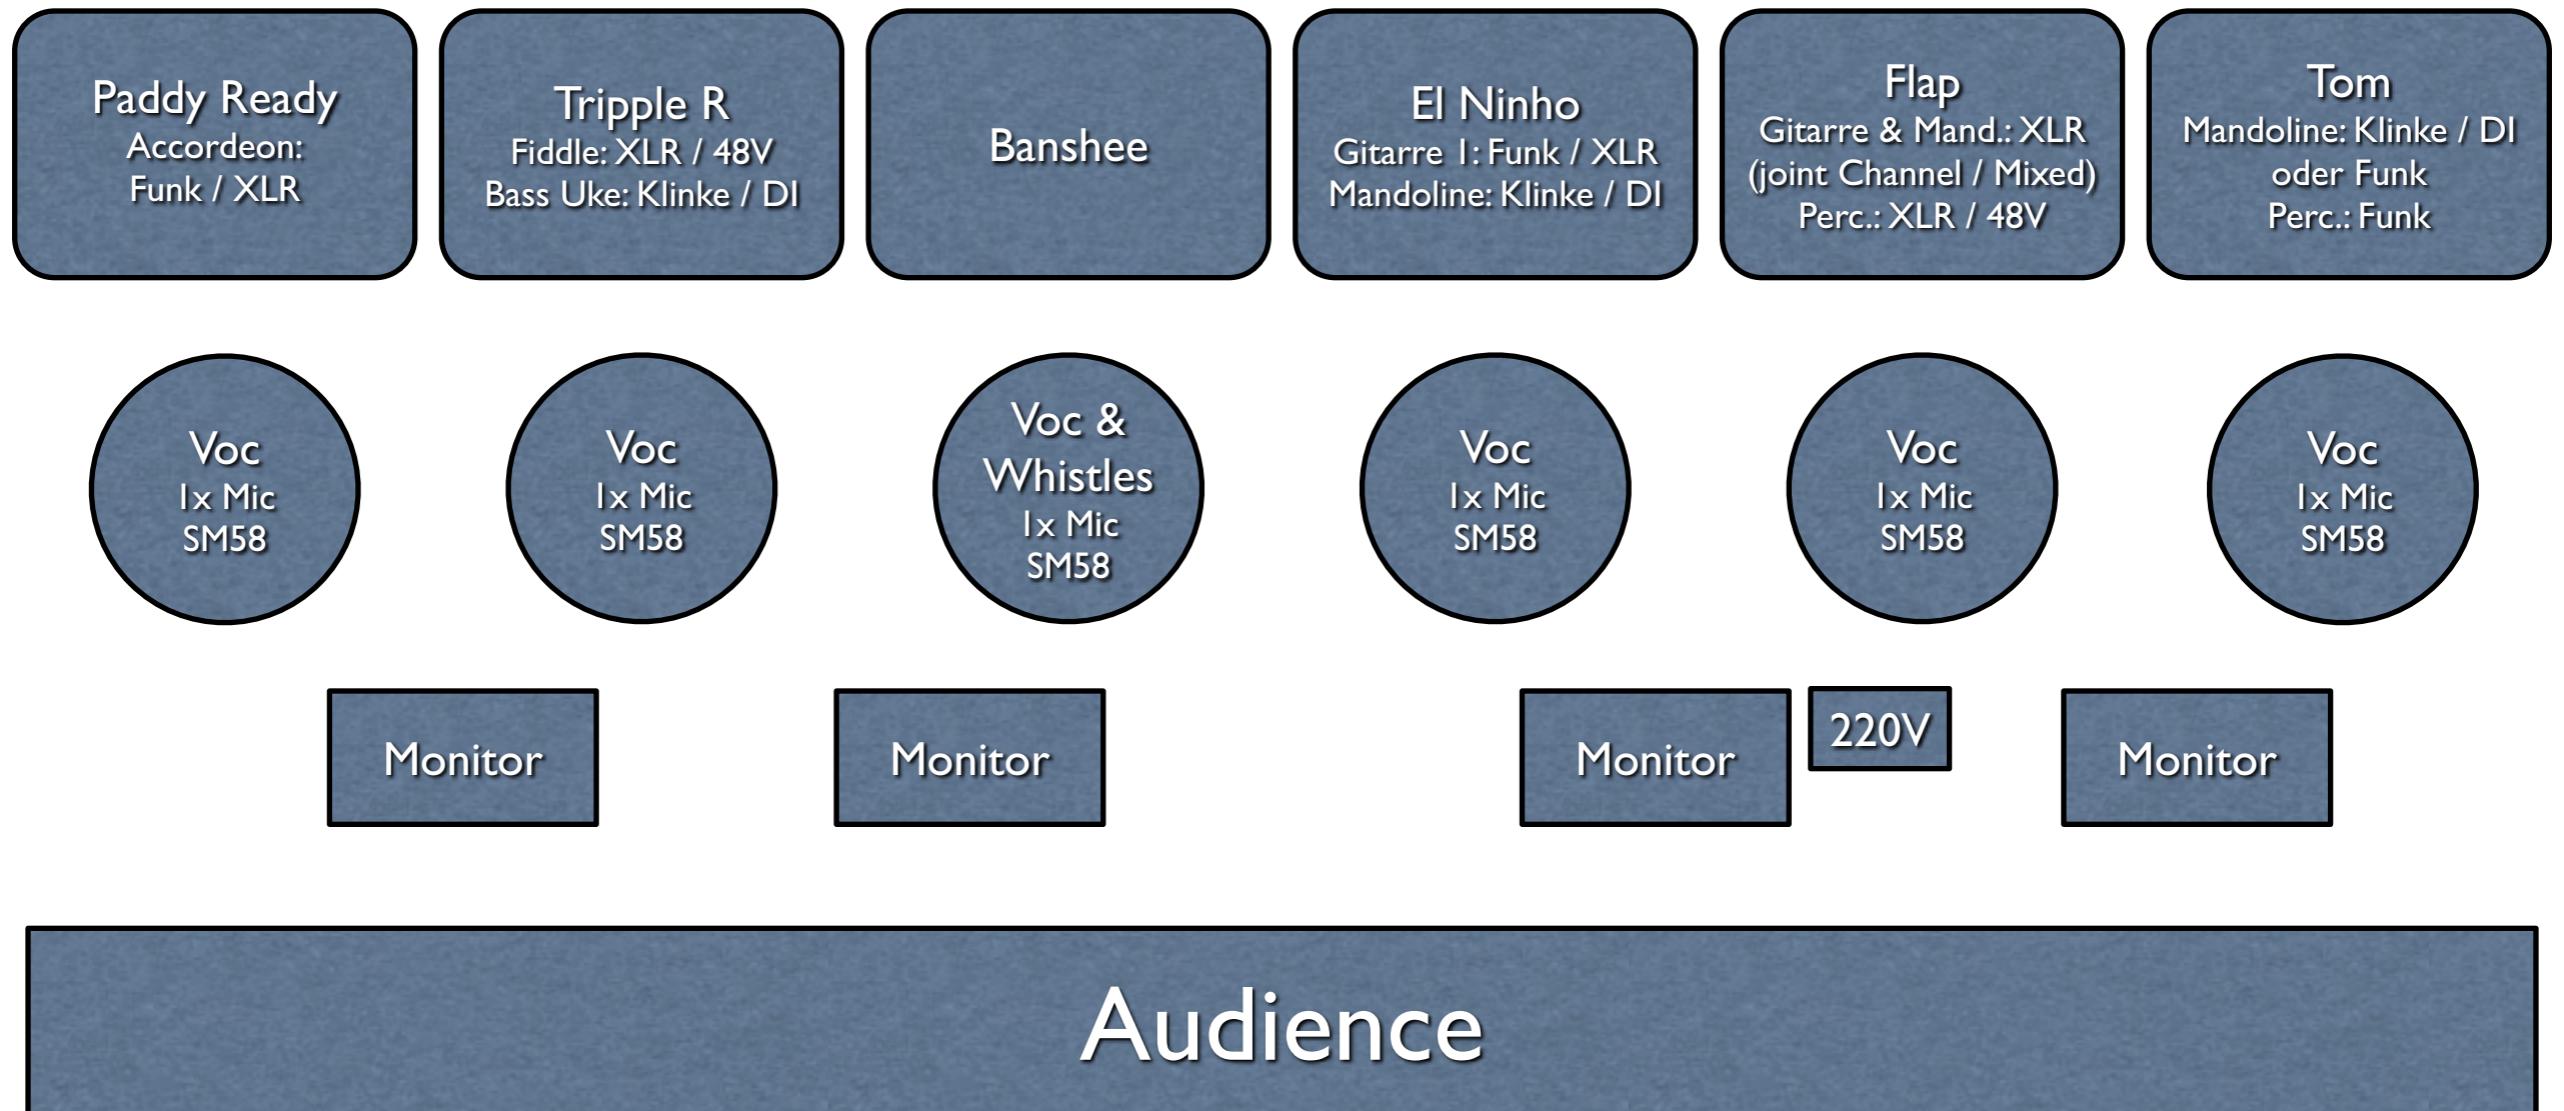 Paddy Ready
Accordeon:
Funk / XLR
Tripple R
Fiddle: XLR / 48V
Bass Uke: Klinke / DI
Banshee
El Ninho
Gitarre 1: Funk / XLR
Mandoline: Klinke / DI
Flap
Gitarre & Mand.: XLR
(joint Channel / Mixed)
Perc.: XLR / 48V
Tom
Mandoline: Klinke / DI
oder Funk
Perc.: Funk
Voc
1x Mic
SM58
Voc
1x Mic
SM58
Voc &
Whistles
1x Mic
SM58
Voc
1x Mic
SM58
Voc
1x Mic
SM58
Voc
1x Mic
SM58
Monitor
Monitor
Monitor
220V
Monitor
Audience